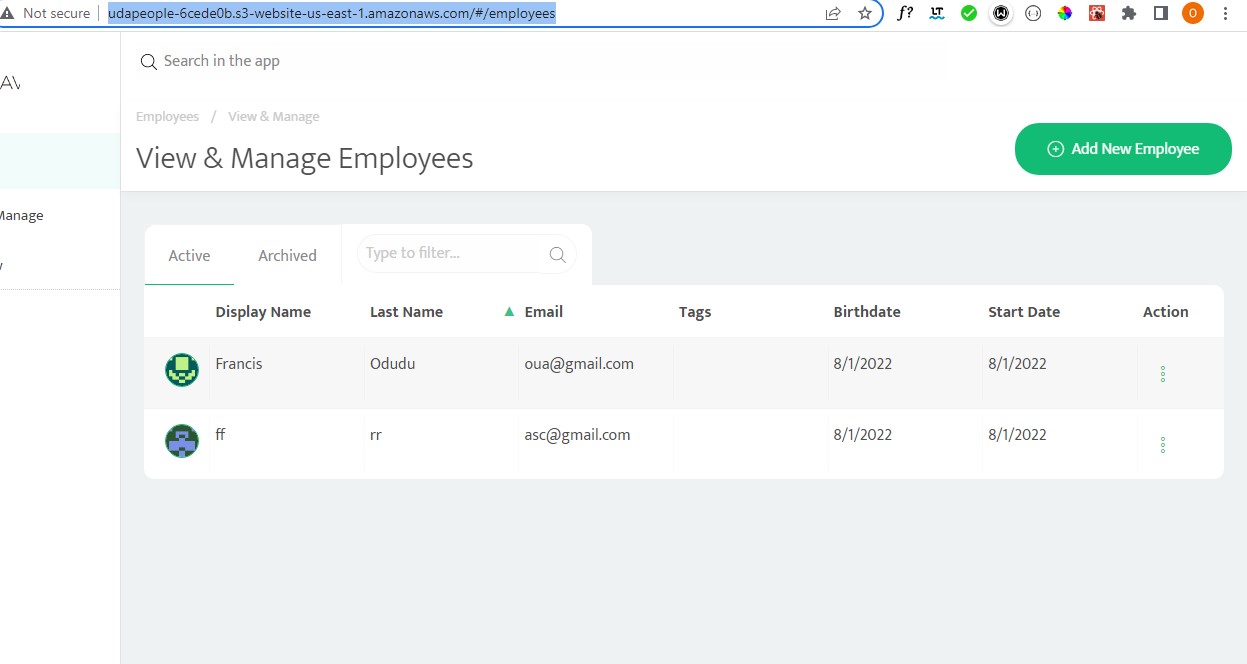 Not secure
udapeople-6cede0b.s3-website-us-east-1.amazonaws.com/#/employees
f?
LT
O
Search in the app
Employees / View & Manage
View & Manage Employees
Add New Employee
Manage
Active
Archived
Type to filter...
Display Name Last Name Email Tags Birthdate Start Date Action
Francis Odudu oua@gmail.com 8/1/2022 8/1/2022
ff rr asc@gmail.com 8/1/2022 8/1/2022